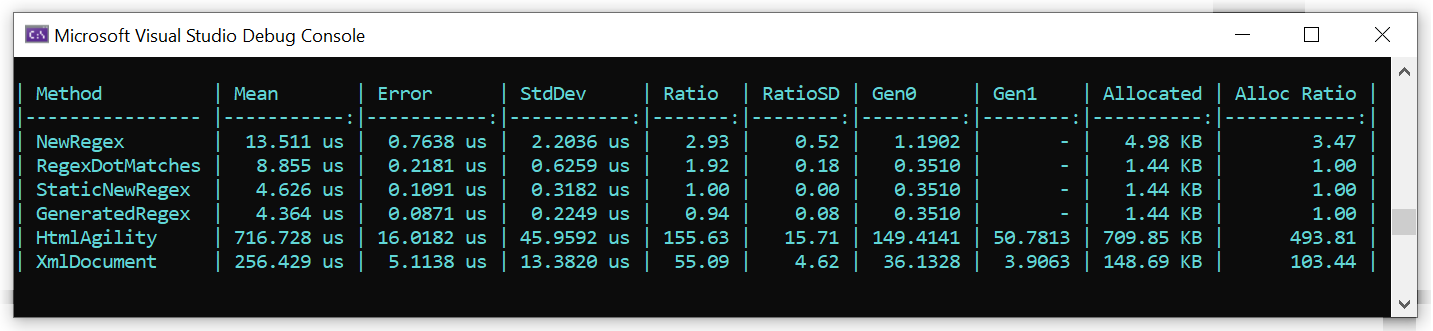 Microsoft Visual Studio Debug Console
| Method          | Mean       | Error      | StdDev     | Ratio  | RatioSD | Gen0     | Gen1    | Allocated | Alloc Ratio |
|---------------- |-----------:|-----------:|-----------:|-------:|--------:|---------:|--------:|----------:|------------:|
| NewRegex        |  13.511 us |  0.7638 us |  2.2036 us |   2.93 |    0.52 |   1.1902 |       - |   4.98 KB |        3.47 |
| RegexDotMatches |   8.855 us |  0.2181 us |  0.6259 us |   1.92 |    0.18 |   0.3510 |       - |   1.44 KB |        1.00 |
| StaticNewRegex  |   4.626 us |  0.1091 us |  0.3182 us |   1.00 |    0.00 |   0.3510 |       - |   1.44 KB |        1.00 |
| GeneratedRegex  |   4.364 us |  0.0871 us |  0.2249 us |   0.94 |    0.08 |   0.3510 |       - |   1.44 KB |        1.00 |
| HtmlAgility     | 716.728 us | 16.0182 us | 45.9592 us | 155.63 |   15.71 | 149.4141 | 50.7813 | 709.85 KB |      493.81 |
| XmlDocument     | 256.429 us |  5.1138 us | 13.3820 us |  55.09 |    4.62 |  36.1328 |  3.9063 | 148.69 KB |      103.44 |